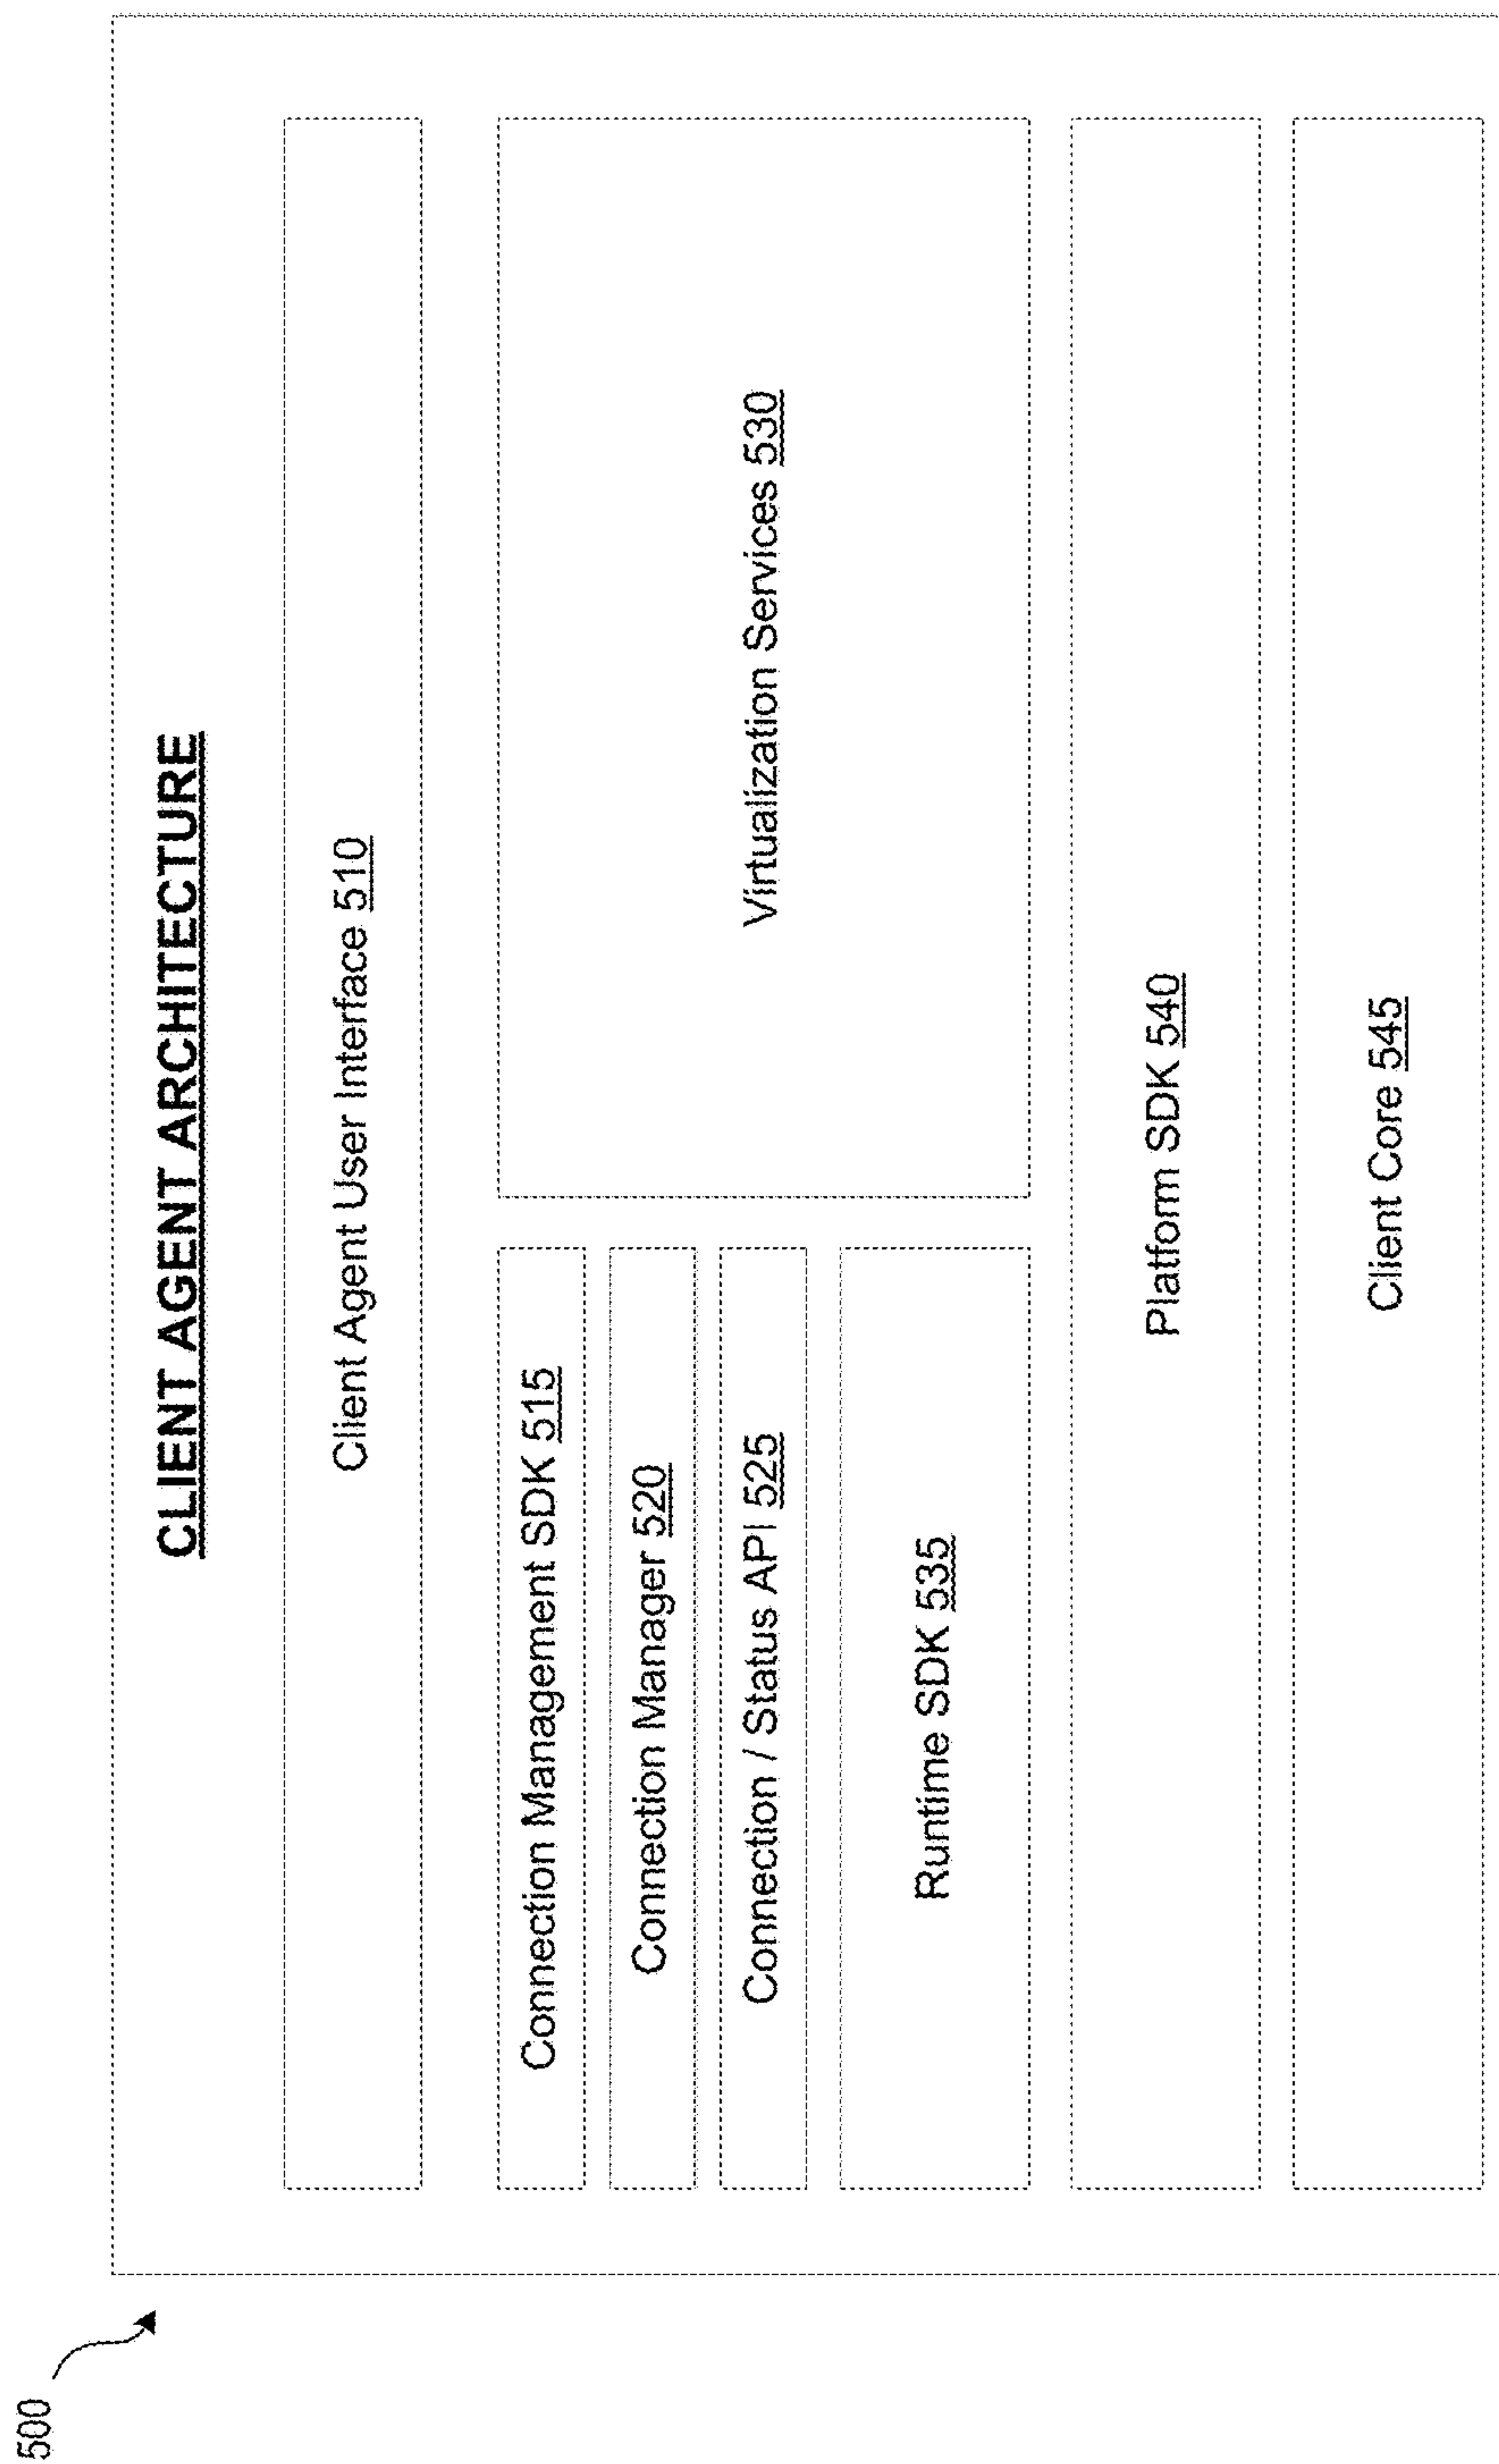 500
CLIENT AGENT ARCHITECTURE
Client Agent User Interface 510
Connection Management SDK 515
Connection Manager 520
Connection / Status API 525
Virtualization Services 530
Runtime SDK 535
Platform SDK 540
Client Core 545